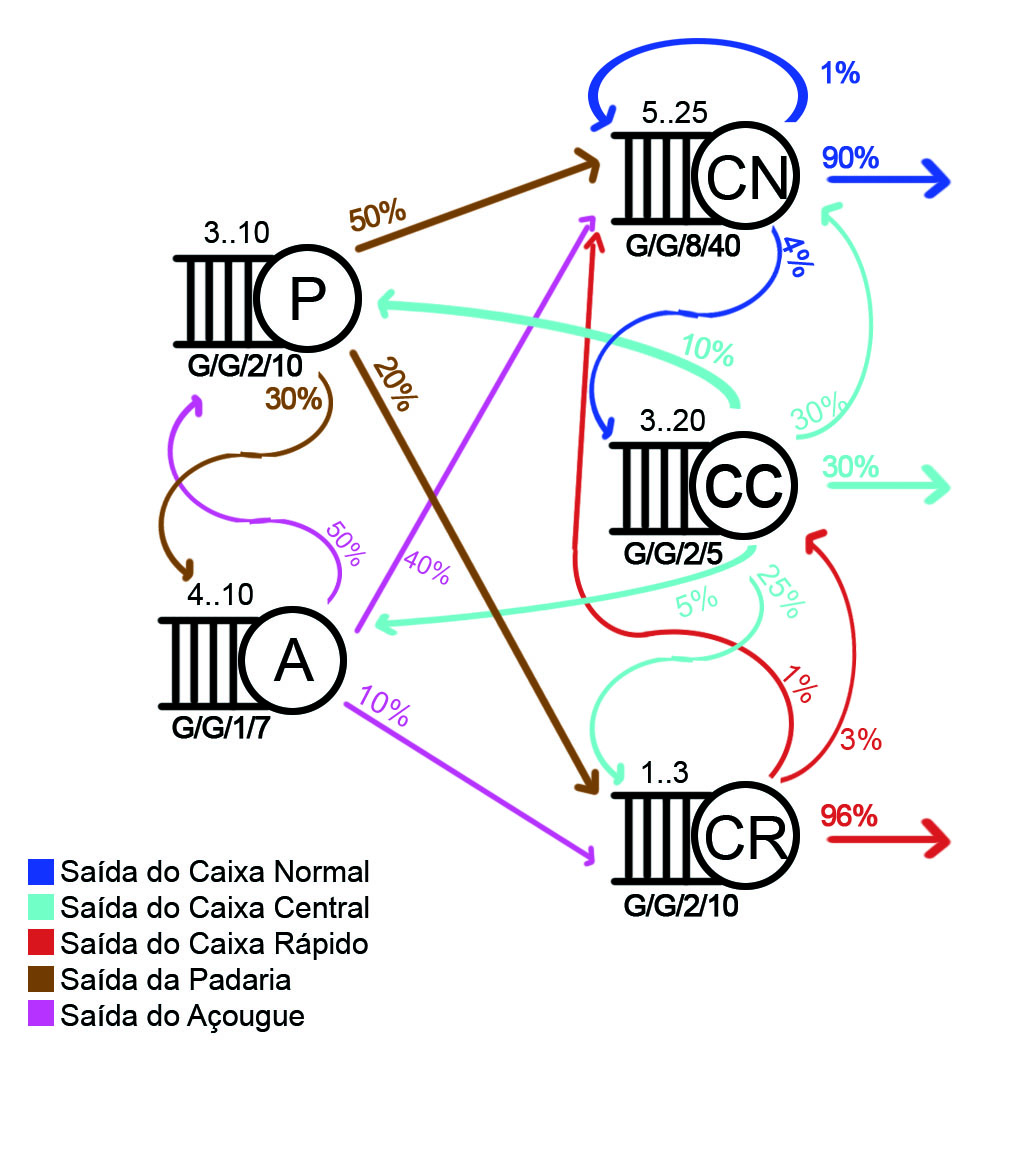 1%
5..25
CN
90%
G/G/8/40
4%
50%
3..10
P
G/G/2/10
30%
20%
10%
3..20
30%
CC
30%
G/G/2/5
50%
40%
5%
25%
4..10
A
G/G/1/7
10%
1%
3%
1..3
CR
96%
G/G/2/10
Saída do Caixa Normal
Saída do Caixa Central
Saída do Caixa Rápido
Saída da Padaria
Saída do Açougue